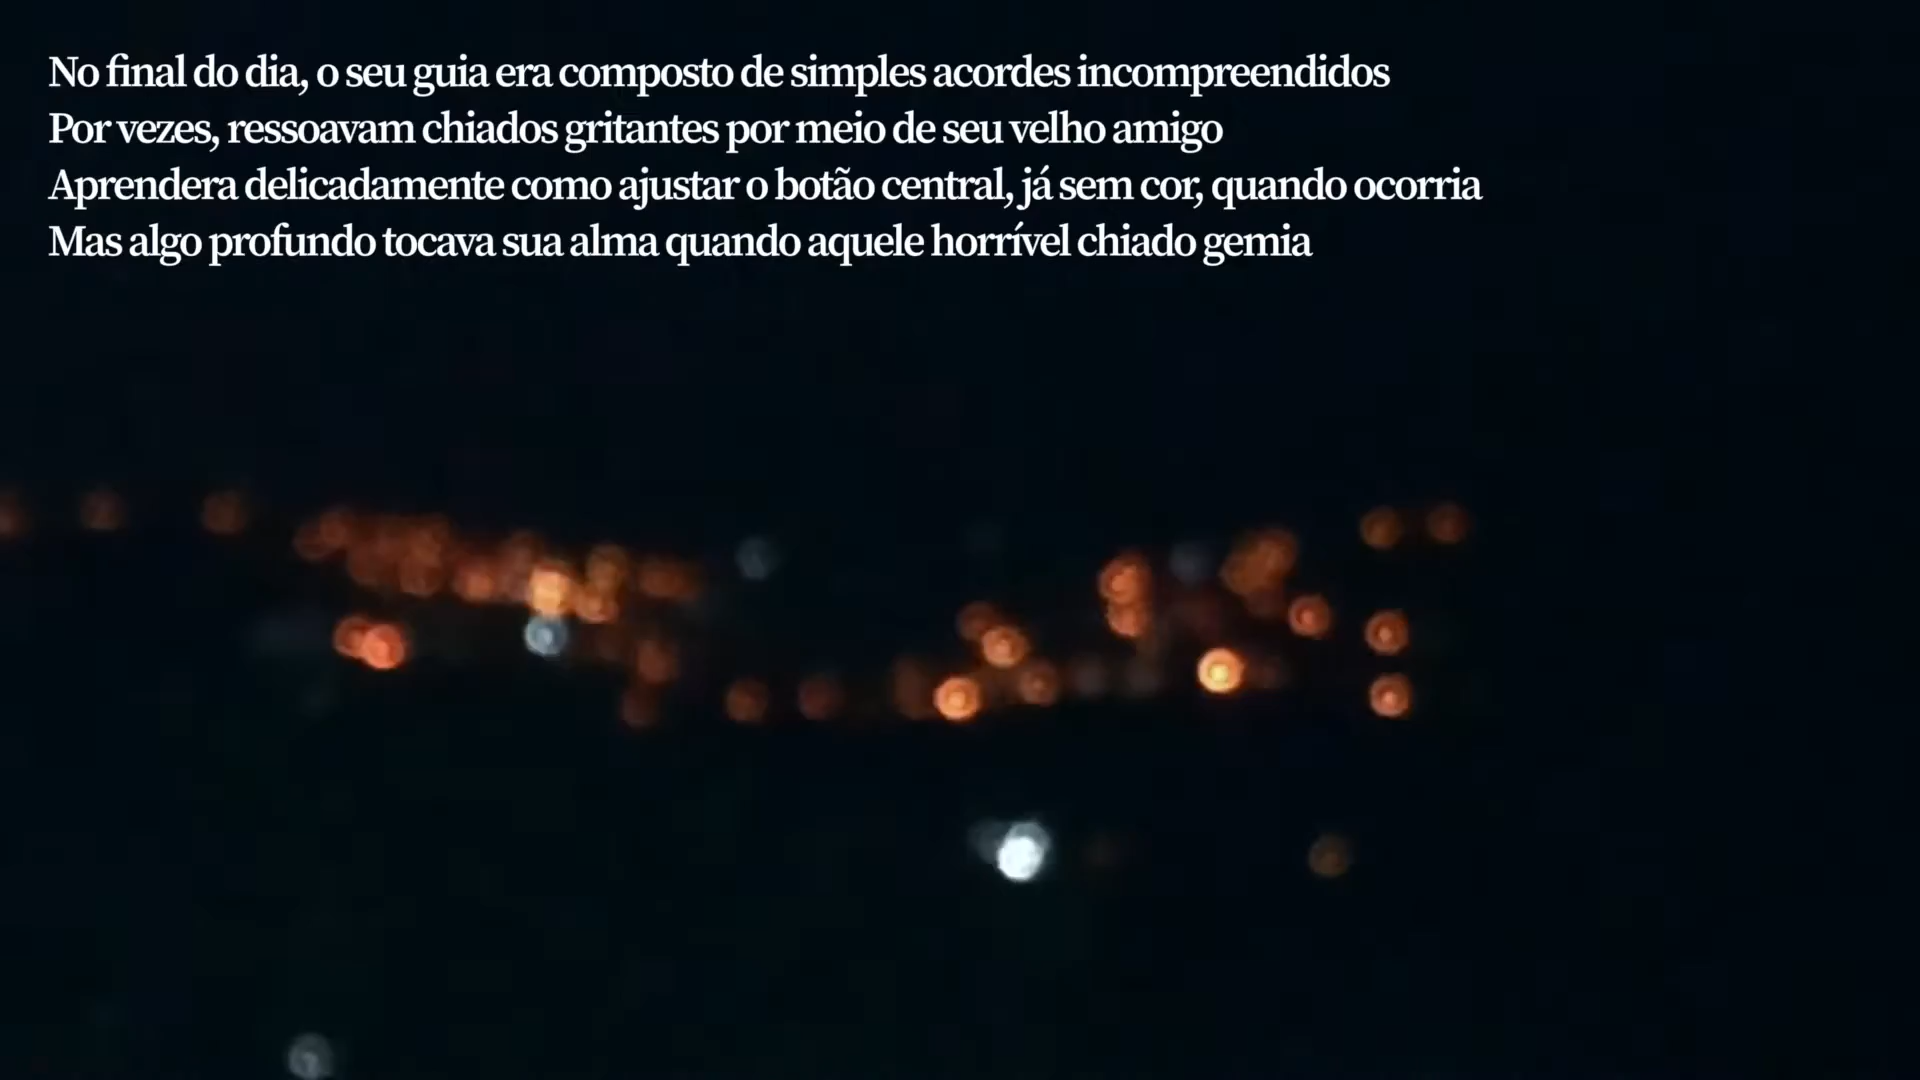 No final do dia, o seu guia era composto de simples acordes incompreendidos
Por vezes, ressoavam chiados gritantes por meio de seu velho amigo
Aprendera delicadamente como ajustar o botão central, já sem cor, quando ocorria
Mas algo profundo tocava sua alma quando aquele horrível chiado gemia